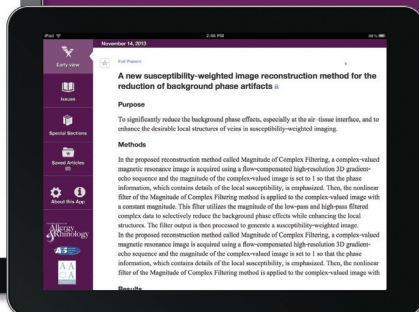 iPad
2:46 PM
November 14, 2013
Early view
Full Papers
A new susceptibility-weighted image reconstruction method for the
reduction of background phase artifacts
Issues
Purpose
To significantly reduce the background phase effects, especially at the air–tissue interface, and to
enhance the desirable local structures of veins in susceptibility-weighted imaging.
Special Sections
Methods
Saved Articles
In the proposed reconstruction method called Magnitude of Complex Filtering, a complex-valued
magnetic resonance image is acquired using a flow-compensated high-resolution 3D gradient-
echo sequence and the magnitude of the complex-valued image is set to 1 so that the phase
information, which contains details of the local susceptibility, is emphasized. Then, the nonlinear
filter of the Magnitude of Complex Filtering method is applied to the complex-valued image with
About this App
a constant magnitude. This filter utilizes the magnitude of the low-pass and high-pass filtered
complex data to selectively reduce the background phase effects while enhancing the local
structures. The filter output is then processed to generate a susceptibility-weighted image.
Allergy
Rhinology
In the proposed reconstruction method called Magnitude of Complex Filtering, a complex-valued
magnetic resonance image is acquired using a flow-compensated high-resolution 3D gradient-
echo sequence and the magnitude of the complex-valued image is set to 1 so that the phase
information, which contains details of the local susceptibility, is emphasized. Then, the nonlinear
filter of the Magnitude of Complex Filtering method is applied to the complex-valued image with
Results